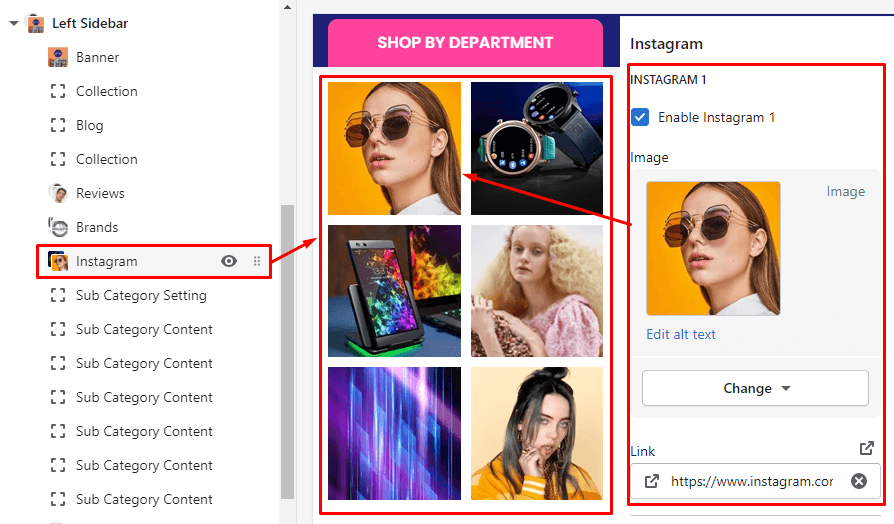 Left Sidebar
Banner
Collection
Blog
Collection
Reviews
Brands
Instagram
Sub Category Setting
Sub Category Content
Sub Category Content
Sub Category Content
Sub Category Content
Sub Category Content
Sub Category Content
SHOP BY DEPARTMENT
Instagram
INSTAGRAM 1
Enable Instagram 1
Image
Image
Edit alt text
Change
Link
https://www.instagram.cor